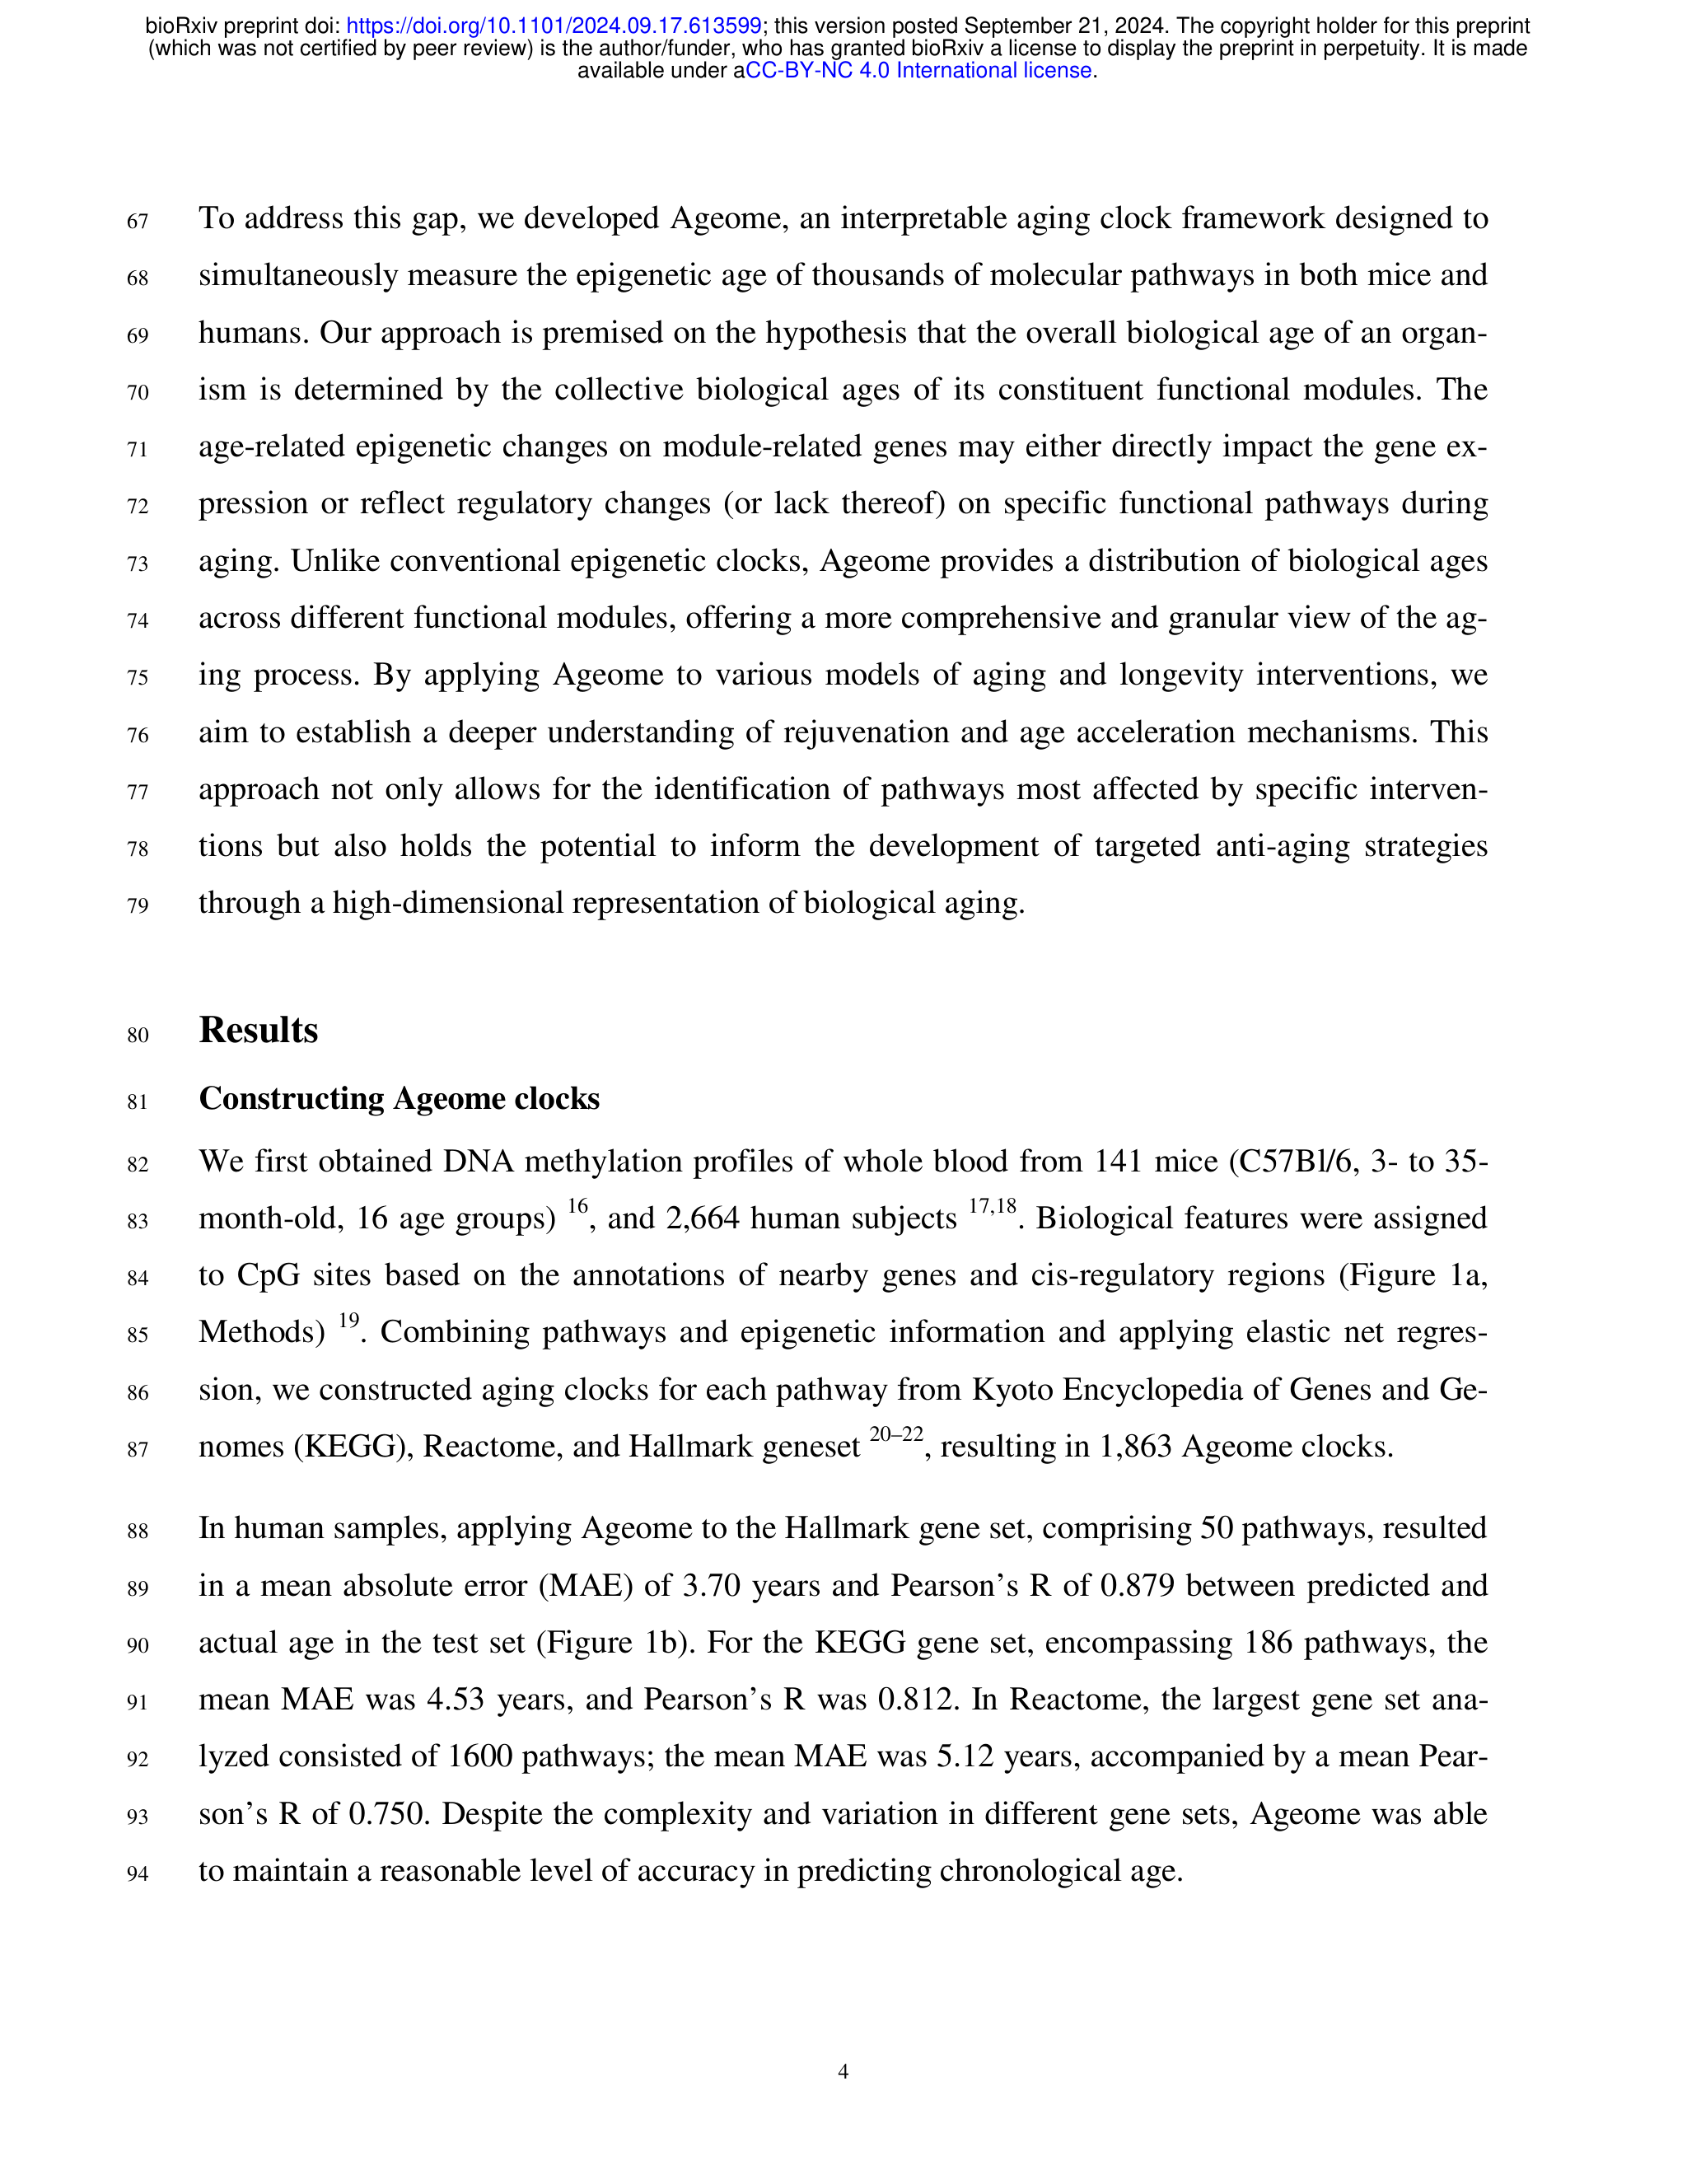 bioRxiv preprint doi: https://doi.org/10.1101/2024.09.17.613599; this version posted September 21, 2024. The copyright holder for this preprint
(which was not certified by peer review) is the author/funder, who has granted bioRxiv a license to display the preprint in perpetuity. It is made
available under aCC-BY-NC 4.0 International license.
67 To address this gap, we developed Ageome, an interpretable aging clock framework designed to
68 simultaneously measure the epigenetic age of thousands of molecular pathways in both mice and
69 humans. Our approach is premised on the hypothesis that the overall biological age of an organ-
70 ism is determined by the collective biological ages of its constituent functional modules. The
71 age-related epigenetic changes on module-related genes may either directly impact the gene ex-
72 pression or reflect regulatory changes (or lack thereof) on specific functional pathways during
73 aging. Unlike conventional epigenetic clocks, Ageome provides a distribution of biological ages
74 across different functional modules, offering a more comprehensive and granular view of the ag-
75 ing process. By applying Ageome to various models of aging and longevity interventions, we
76 aim to establish a deeper understanding of rejuvenation and age acceleration mechanisms. This
77 approach not only allows for the identification of pathways most affected by specific interven-
78 tions but also holds the potential to inform the development of targeted anti-aging strategies
79 through a high-dimensional representation of biological aging.
80 Results
81 Constructing Ageome clocks
82 We first obtained DNA methylation profiles of whole blood from 141 mice (C57Bl/6, 3- to 35-
83 month-old, 16 age groups) 16, and 2,664 human subjects 17,18. Biological features were assigned
84 to CpG sites based on the annotations of nearby genes and cis-regulatory regions (Figure 1a,
85 Methods) 19. Combining pathways and epigenetic information and applying elastic net regres-
86 sion, we constructed aging clocks for each pathway from Kyoto Encyclopedia of Genes and Ge-
87 nomes (KEGG), Reactome, and Hallmark geneset 20–22, resulting in 1,863 Ageome clocks.
88 In human samples, applying Ageome to the Hallmark gene set, comprising 50 pathways, resulted
89 in a mean absolute error (MAE) of 3.70 years and Pearson’s R of 0.879 between predicted and
90 actual age in the test set (Figure 1b). For the KEGG gene set, encompassing 186 pathways, the
91 mean MAE was 4.53 years, and Pearson’s R was 0.812. In Reactome, the largest gene set ana-
92 lyzed consisted of 1600 pathways; the mean MAE was 5.12 years, accompanied by a mean Pear-
93 son’s R of 0.750. Despite the complexity and variation in different gene sets, Ageome was able
94 to maintain a reasonable level of accuracy in predicting chronological age.
4